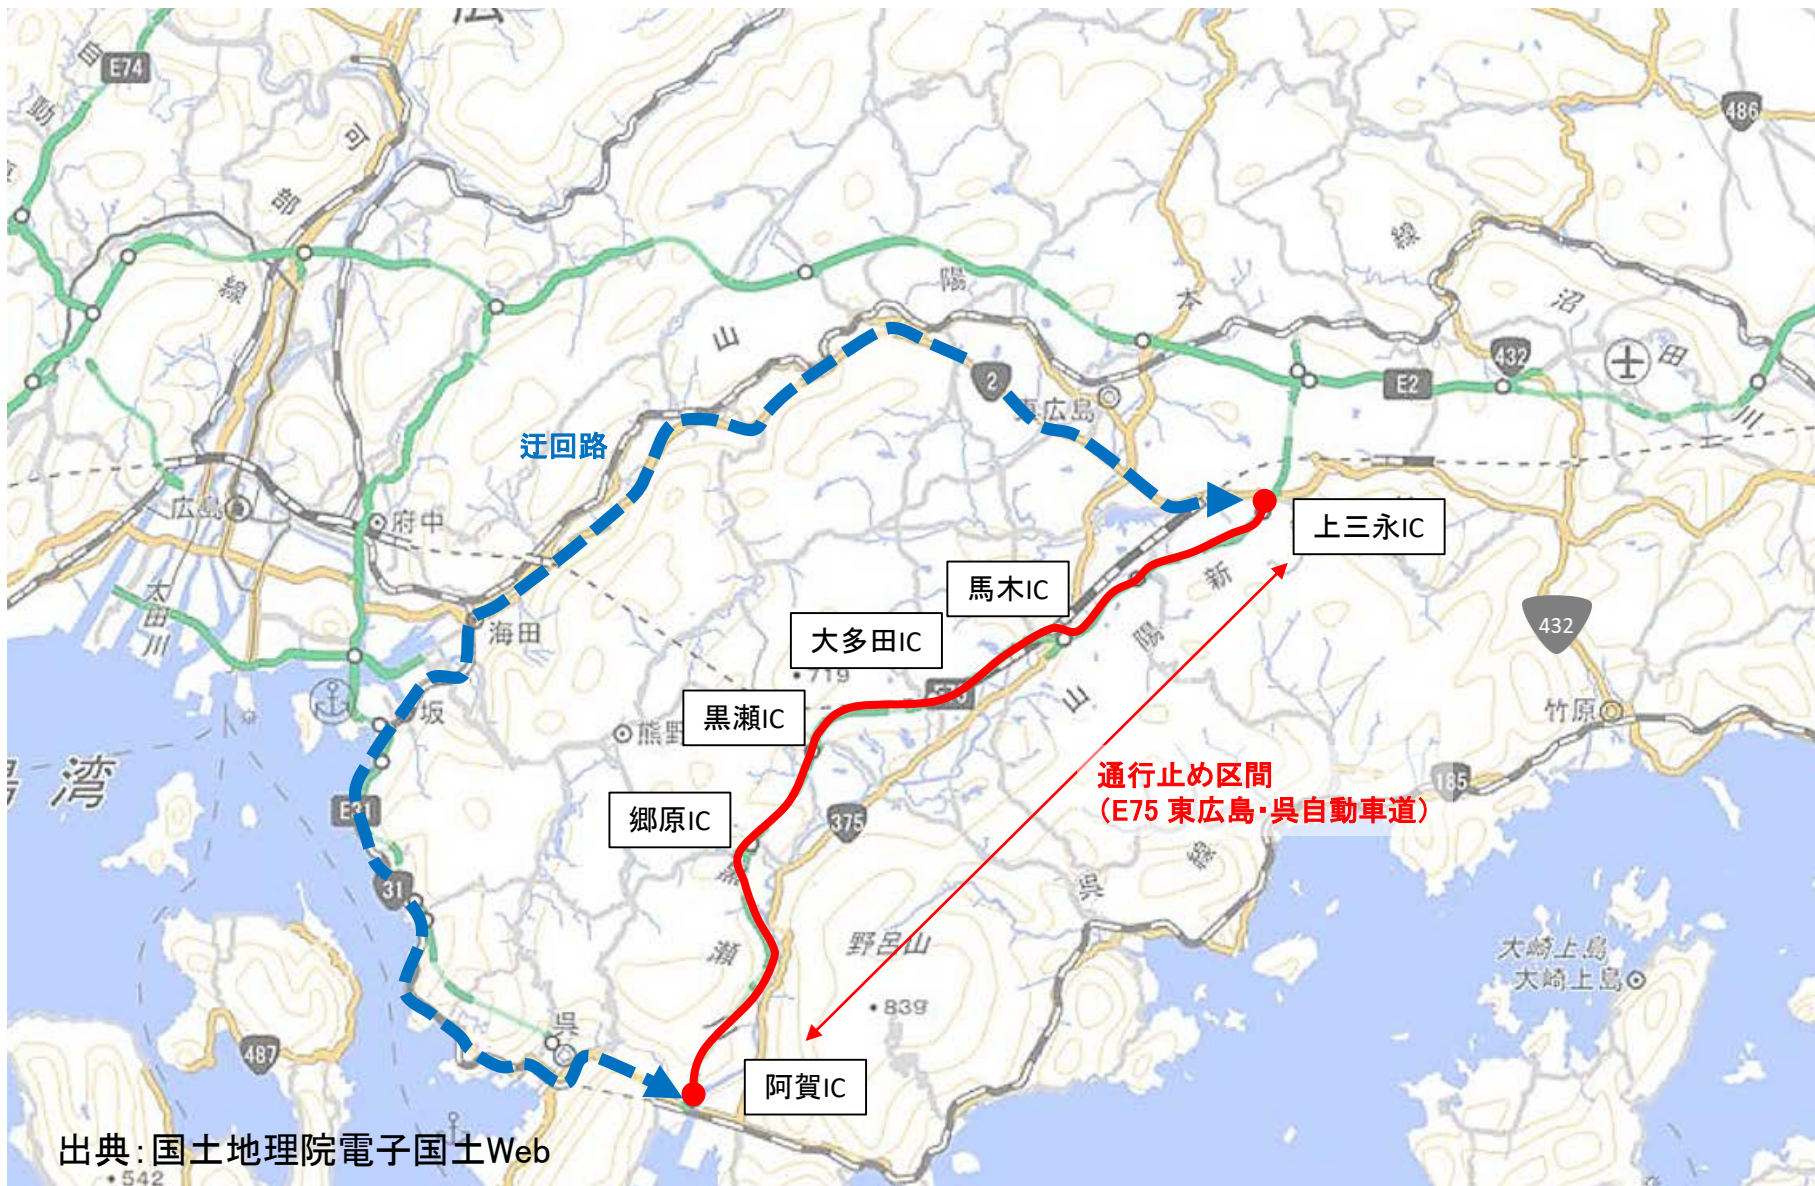 E74
自
動
可
部
線
486
線
陽
本
山
沼
田
川
432
E2
2
東広島
迂回路
広島
府中
上三永IC
馬木IC
新
太
田
川
海田
大多田IC
陽
432
719
山
坂
黒瀬IC
熊野
竹原
湾
通行止め区間
(E75 東広島・呉自動車道)
185
E31
郷原IC
375
線
31
黒
呉
瀬
野呂山
大崎上島
大崎上島
839
呉
487
阿賀IC
出典:国土地理院電子国土Web
542